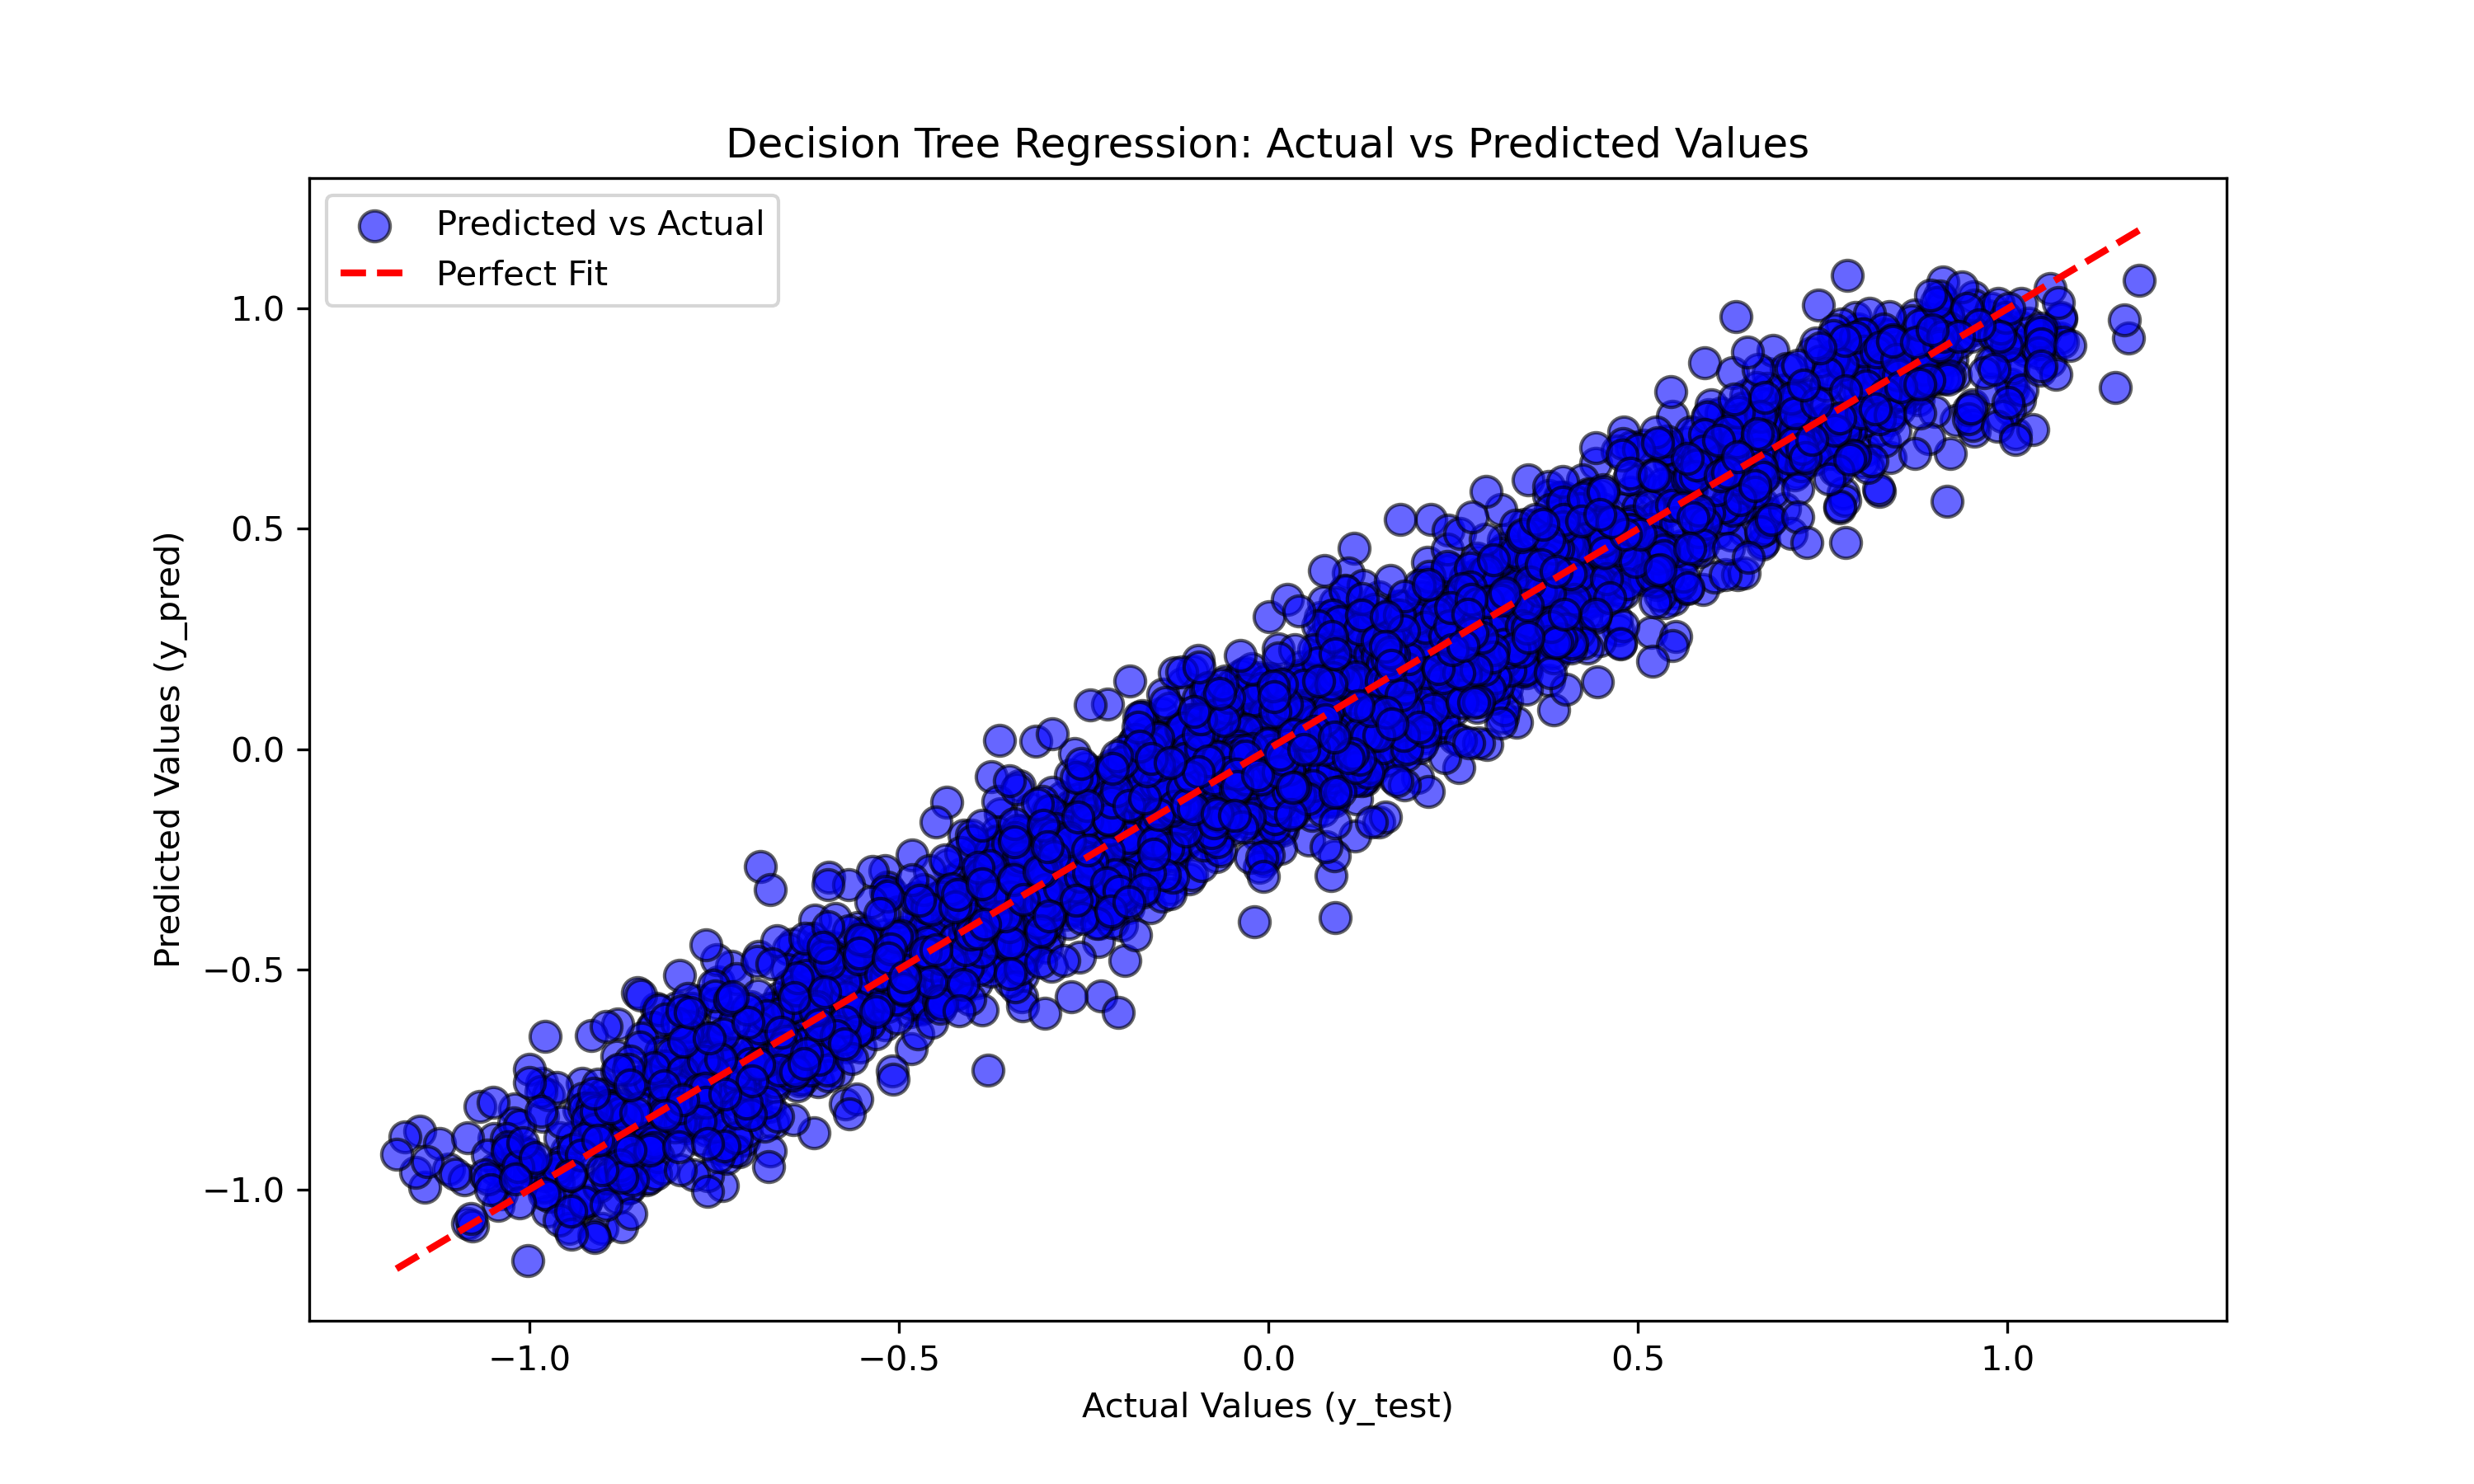 Decision Tree Regression: Actual vs Predicted Values
Predicted vs Actual
Perfect Fit
1.0
0.5
0.0
−0.5
−1.0
Predicted Values (y_pred)
−1.0
−0.5
0.0
0.5
1.0
Actual Values (y_test)